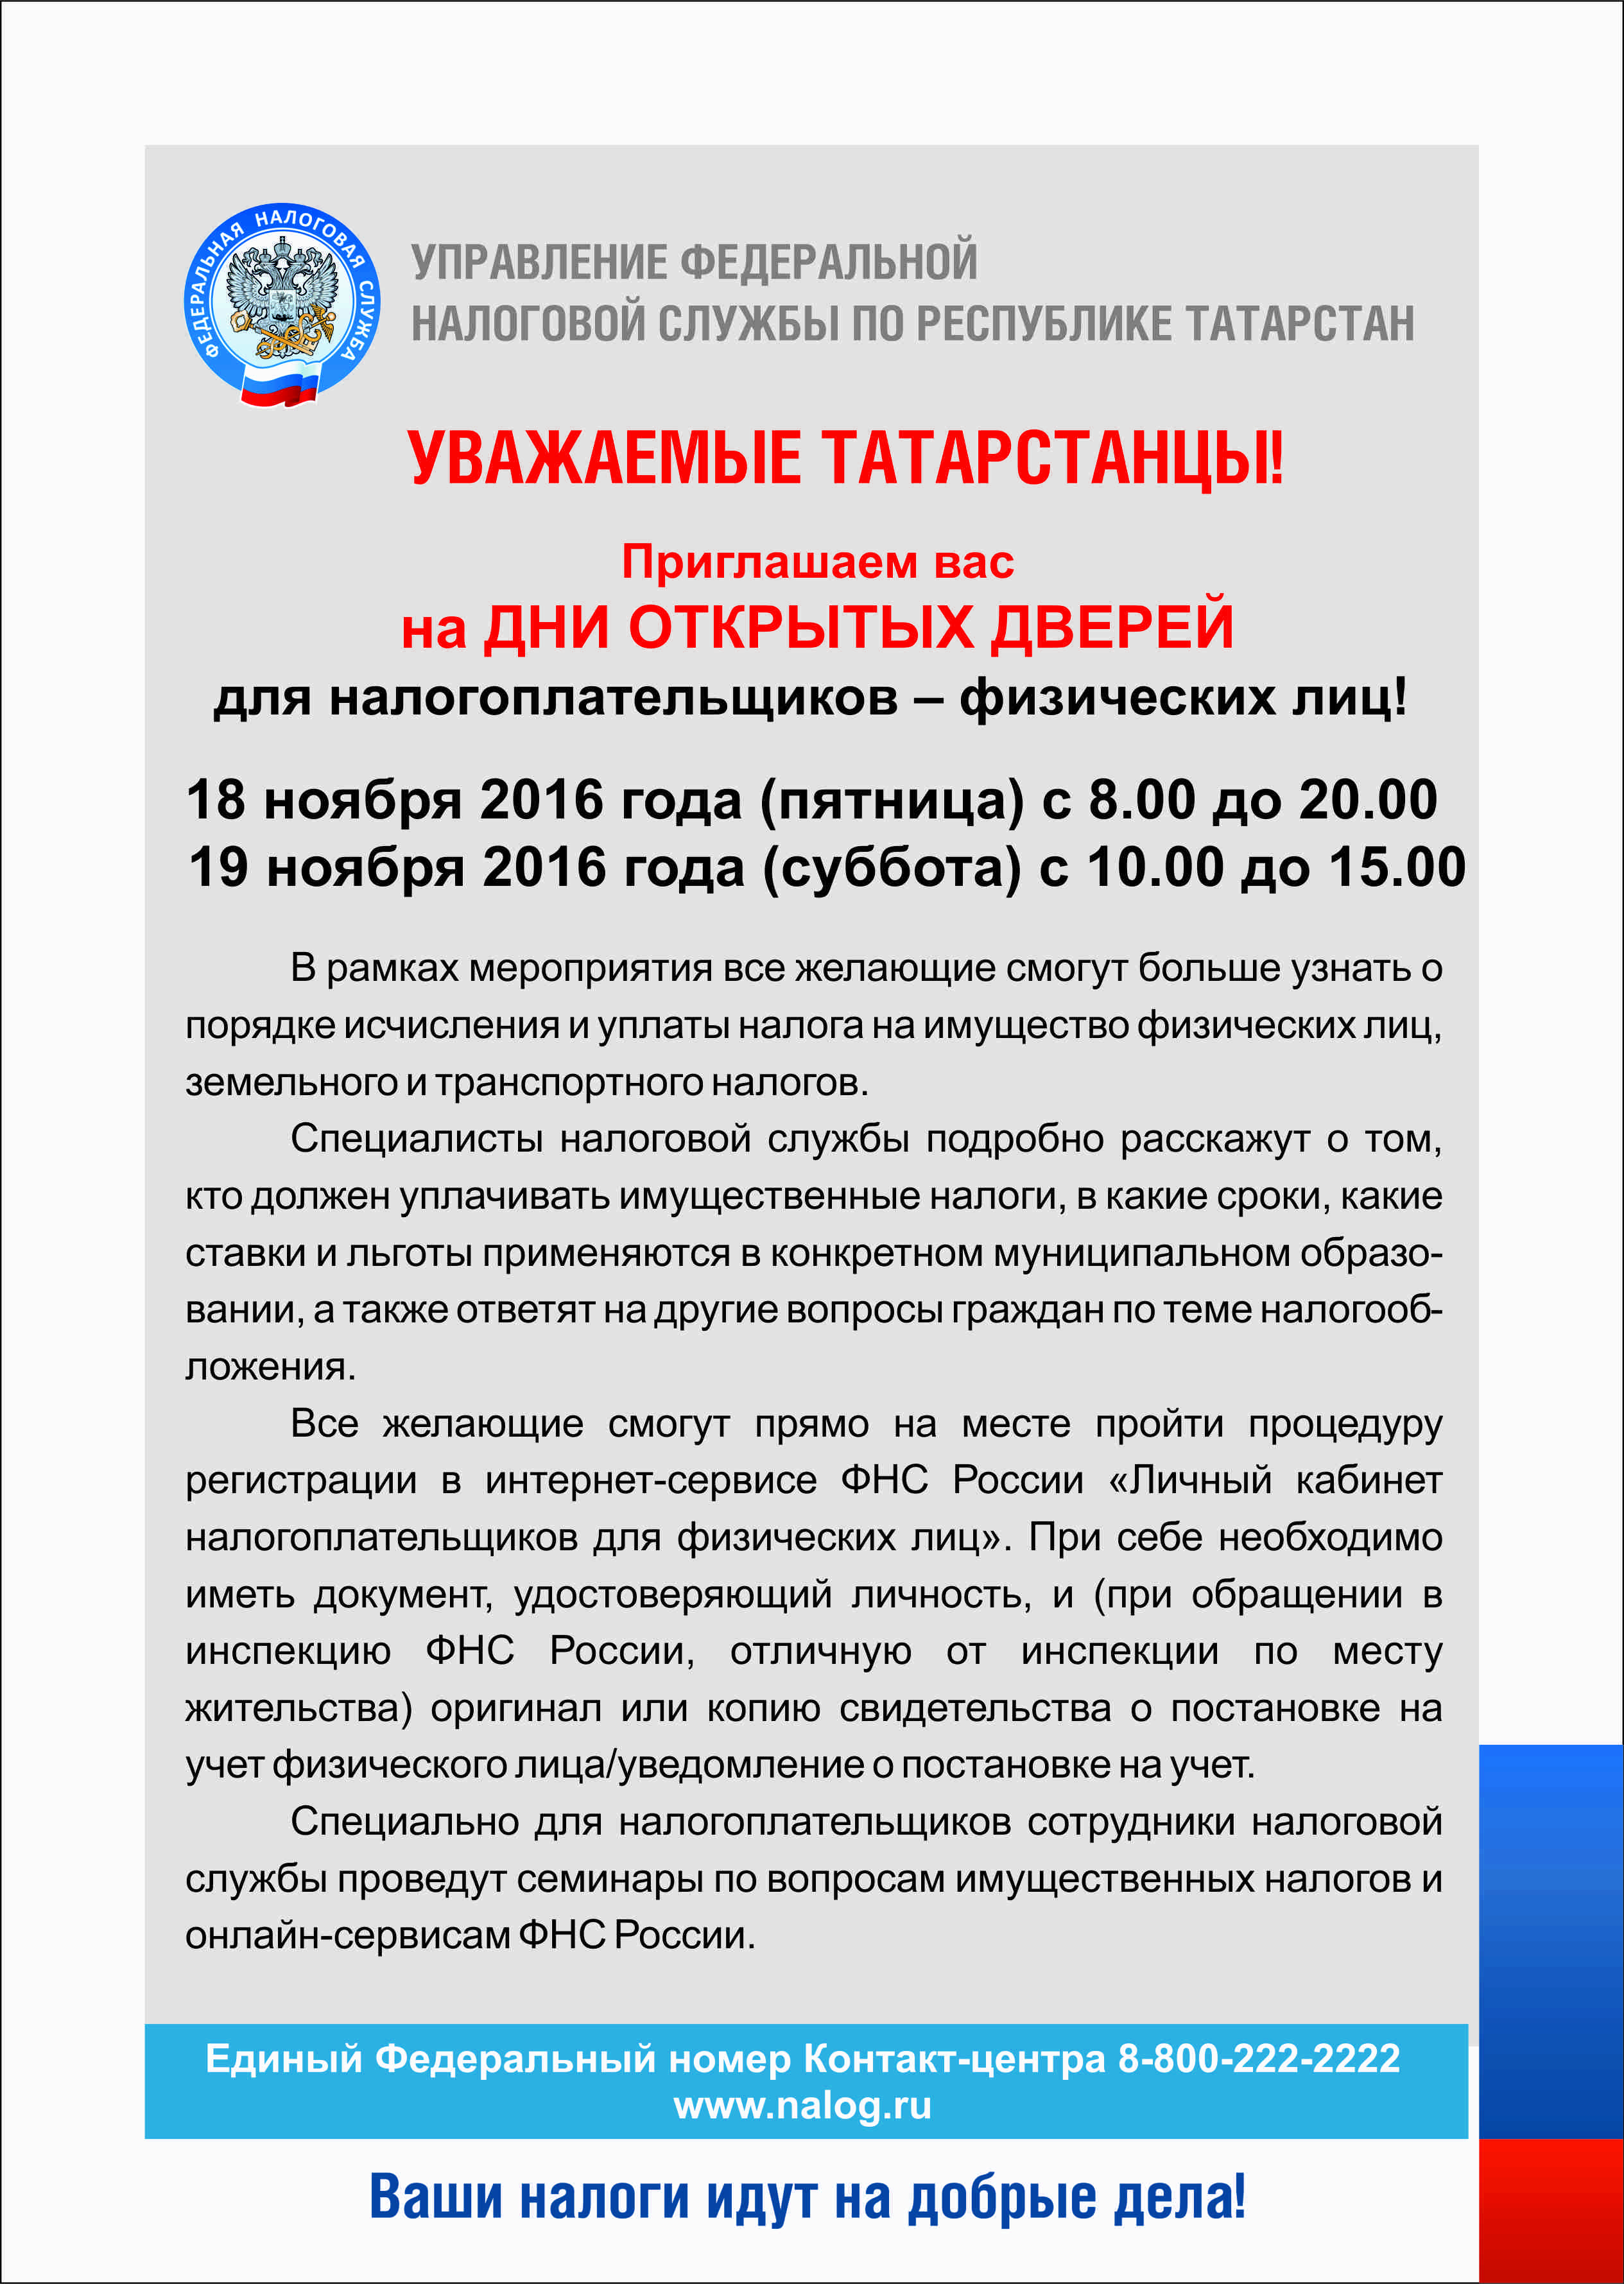 ФЕДЕРАЛЬНАЯ НАЛОГОВАЯ СЛУЖБА
УПРАВЛЕНИЕ ФЕДЕРАЛЬНОЙ
НАЛОГОВОЙ СЛУЖБЫ ПО РЕСПУБЛИКЕ ТАТАРСТАН
УВАЖАЕМЫЕ ТАТАРСТАНЦЫ!
Приглашаем вас
на ДНИ ОТКРЫТЫХ ДВЕРЕЙ
для налогоплательщиков – физических лиц!
18 ноября 2016 года (пятница) с 8.00 до 20.00
19 ноября 2016 года (суббота) с 10.00 до 15.00
В рамках мероприятия все желающие смогут больше узнать о
порядке исчисления и уплаты налога на имущество физических лиц,
земельного и транспортного налогов.
Специалисты налоговой службы подробно расскажут о том,
кто должен уплачивать имущественные налоги, в какие сроки, какие
ставки и льготы применяются в конкретном муниципальном образо-
вании, а также ответят на другие вопросы граждан по теме налогооб-
ложения.
Все желающие смогут прямо на месте пройти процедуру
регистрации в интернет-сервисе ФНС России «Личный кабинет
налогоплательщиков для физических лиц». При себе необходимо
иметь документ, удостоверяющий личность, и (при обращении в
инспекцию ФНС России, отличную от инспекции по месту
жительства) оригинал или копию свидетельства о постановке на
учет физического лица/уведомление о постановке на учет.
Специально для налогоплательщиков сотрудники налоговой
службы проведут семинары по вопросам имущественных налогов и
онлайн-сервисам ФНС России.
Единый Федеральный номер Контакт-центра 8-800-222-2222
www.nalog.ru
Ваши налоги идут на добрые дела!